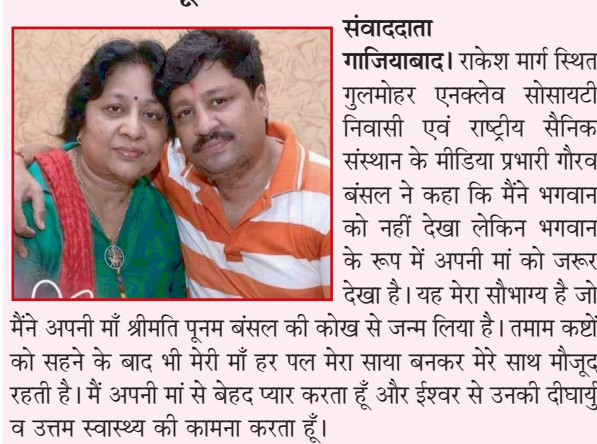 संवाददाता
गाजियाबाद। राकेश मार्ग स्थित
गुलमोहर एनक्लेव सोसायटी
निवासी एवं राष्ट्रीय सैनिक
संस्थान के मीडिया प्रभारी गौरव
बंसल ने कहा कि मैंने भगवान
को नहीं देखा लेकिन भगवान
के रूप में अपनी मां को जरूर
देखा है। यह मेरा सौभाग्य है जो
मैंने अपनी माँ श्रीमति पूनम बंसल की कोख से जन्म लिया है। तमाम कष्टों
को सहने के बाद भी मेरी माँ हर पल मेरा साया बनकर मेरे साथ मौजूद
रहती है। मैं अपनी मां से बेहद प्यार करता हूँ और ईश्वर से उनकी दीघार्यु
व उत्तम स्वास्थ्य की कामना करता हूँ।